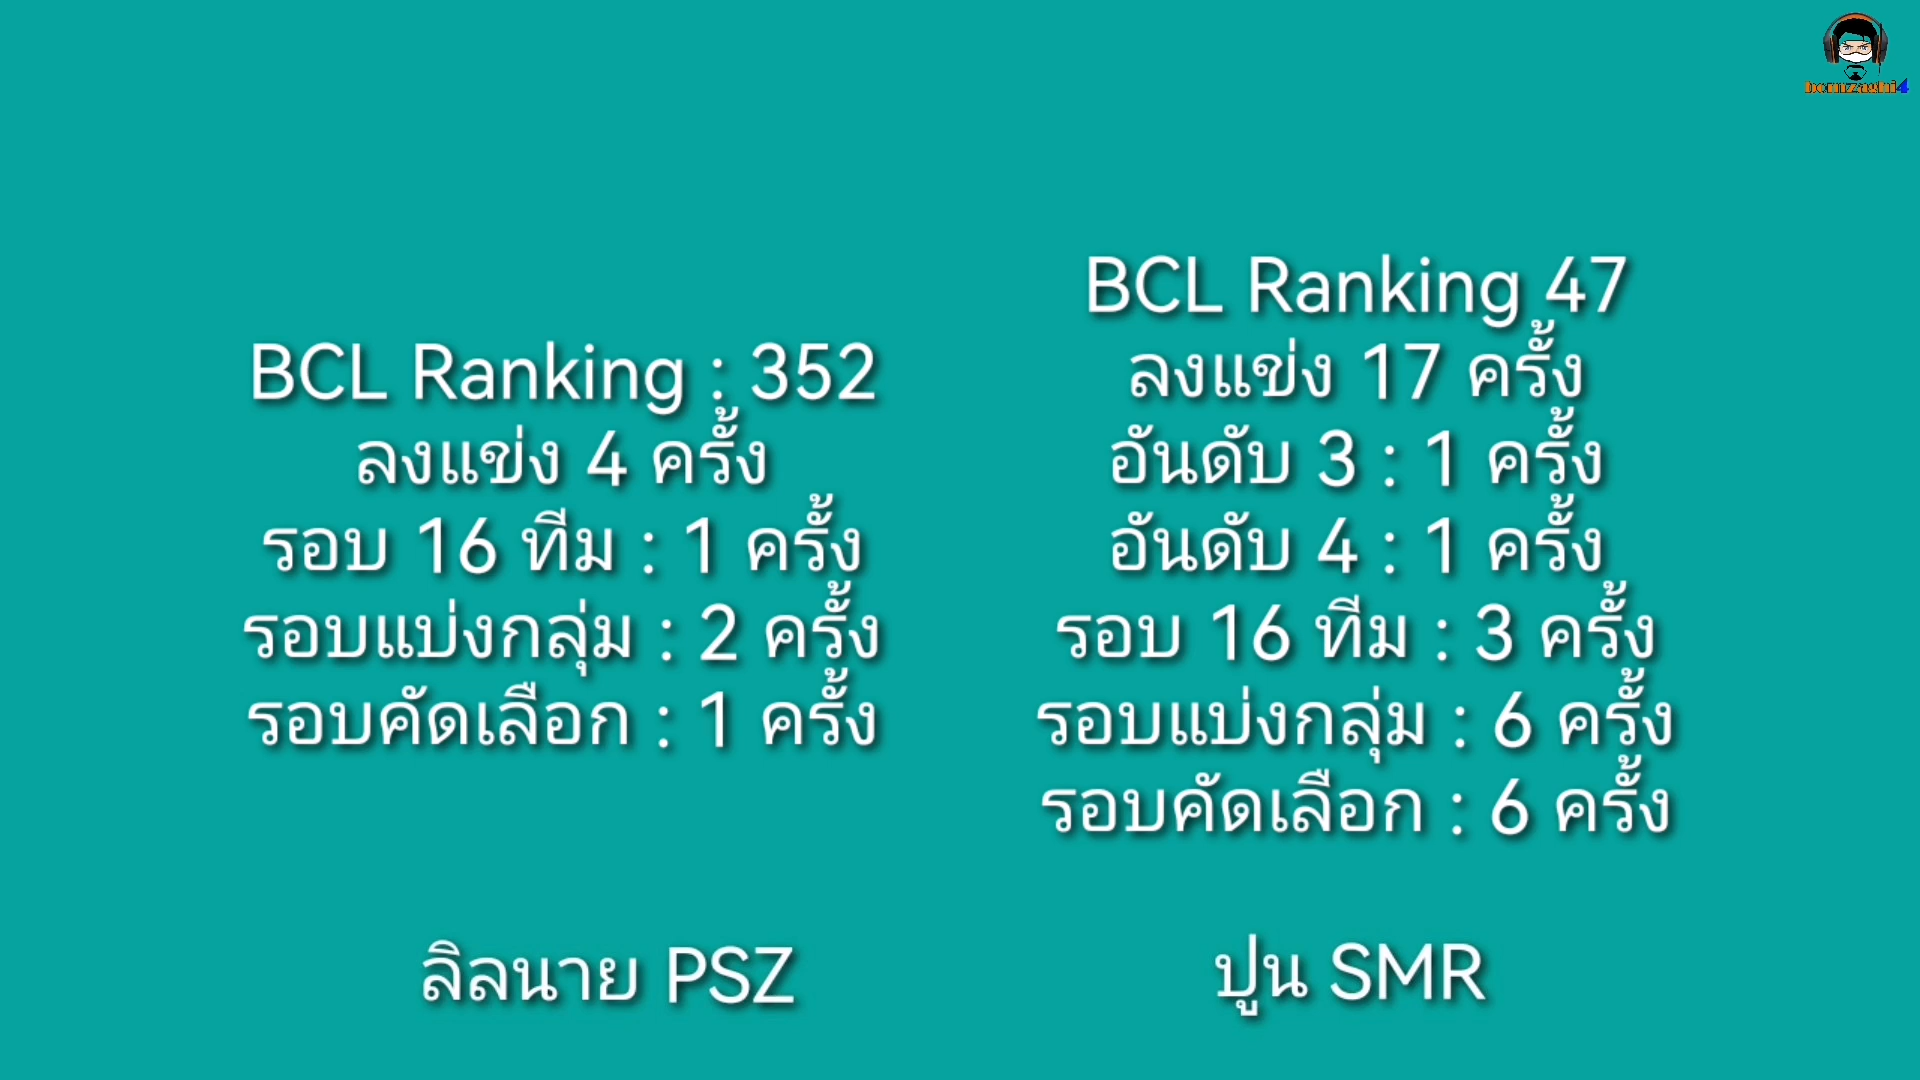 BCL Ranking : 352
ลงแข่ง 4 ครั้ง
รอบ 16 ทีม : 1 ครั้ง
รอบแบ่งกลุ่ม : 2 ครั้ง
รอบคัดเลือก : 1 ครั้ง
ลิลนาย PSZ
BCL Ranking 47
ลงแข่ง 17 ครั้ง
อันดับ 3 : 1 ครั้ง
อันดับ 4 : 1 ครั้ง
รอบ 16 ทีม : 3 ครั้ง
รอบแบ่งกลุ่ม : 6 ครั้ง
รอบคัดเลือก : 6 ครั้ง
ปูน SMR